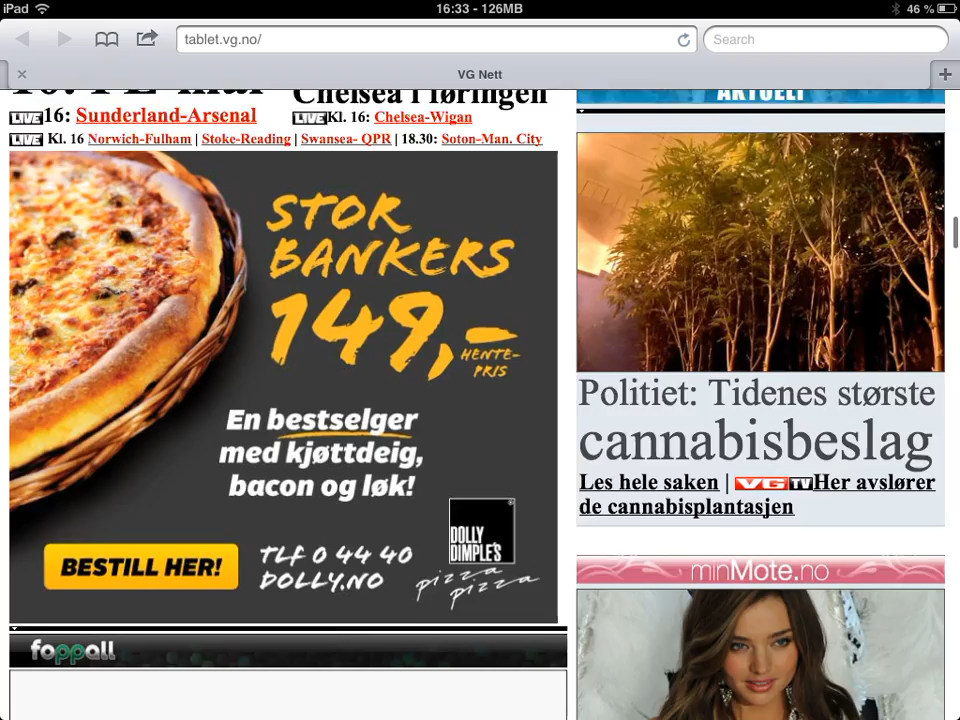 iPad 16:33 - 126MB 46 %
tablet.vg.no/ Search
VG Nett
Chelsea i føringen
LIVE 16: Sunderland-Arsenal
LIVE Kl. 16: Chelsea-Wigan
LIVE Kl. 16 Norwich-Fulham | Stoke-Reading | Swansea- QPR | 18.30: Soton-Man. City
STOR
BANKERS
149,-
HENTE-
PRIS
En bestselger
med kjøttdeig,
bacon og løk!
BESTILL HER!
TLF 0 44 40
DOLLY.NO
DOLLY
DIMPLE'S
pizza
pizza
foppall
AKTUELT
Politiet: Tidenes største
cannabisbeslag
Les hele saken | VG TV Her avslører
de cannabisplantasjen
minMote.no